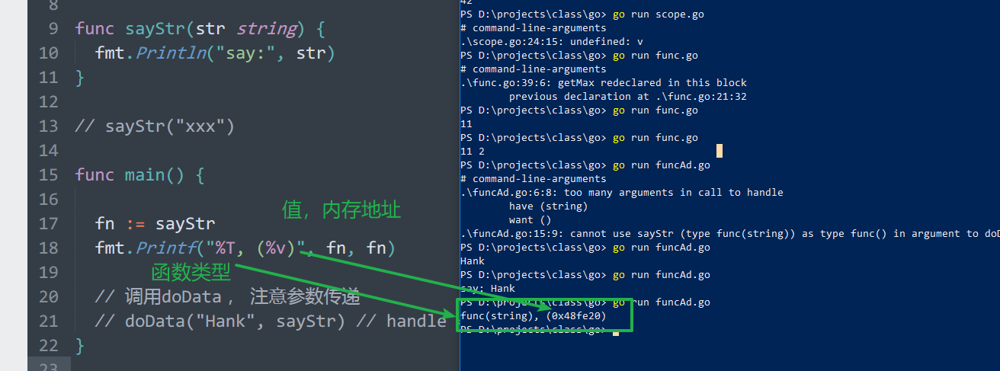 8
9 func sayStr(str string) {
10 fmt.Println("say:", str)
11 }
12
13 // sayStr("xxx")
14
15 func main() {
16
17 fn := sayStr
18 fmt.Printf("%T, (%v)", fn, fn)
19
20 // 调用doData ， 注意参数传递
21 // doData("Hank", sayStr) // handle
22 }
23
值，内存地址
函数类型
42
PS D:\projects\class\go> go run scope.go
# command-line-arguments
.\scope.go:24:15: undefined: v
PS D:\projects\class\go> go run func.go
# command-line-arguments
.\func.go:39:6: getMax redeclared in this block
previous declaration at .\func.go:21:32
PS D:\projects\class\go> go run func.go
11
PS D:\projects\class\go> go run func.go
11 2
PS D:\projects\class\go> go run funcAd.go
# command-line-arguments
.\funcAd.go:6:8: too many arguments in call to handle
have (string)
want ()
.\funcAd.go:15:9: cannot use sayStr (type func(string)) as type func() in argument to doD
PS D:\projects\class\go> go run funcAd.go
Hank
PS D:\projects\class\go> go run funcAd.go
say: Hank
PS D:\projects\class\go> go run funcAd.go
func(string), (0x48fe20)
PS D:\projects\class\go>